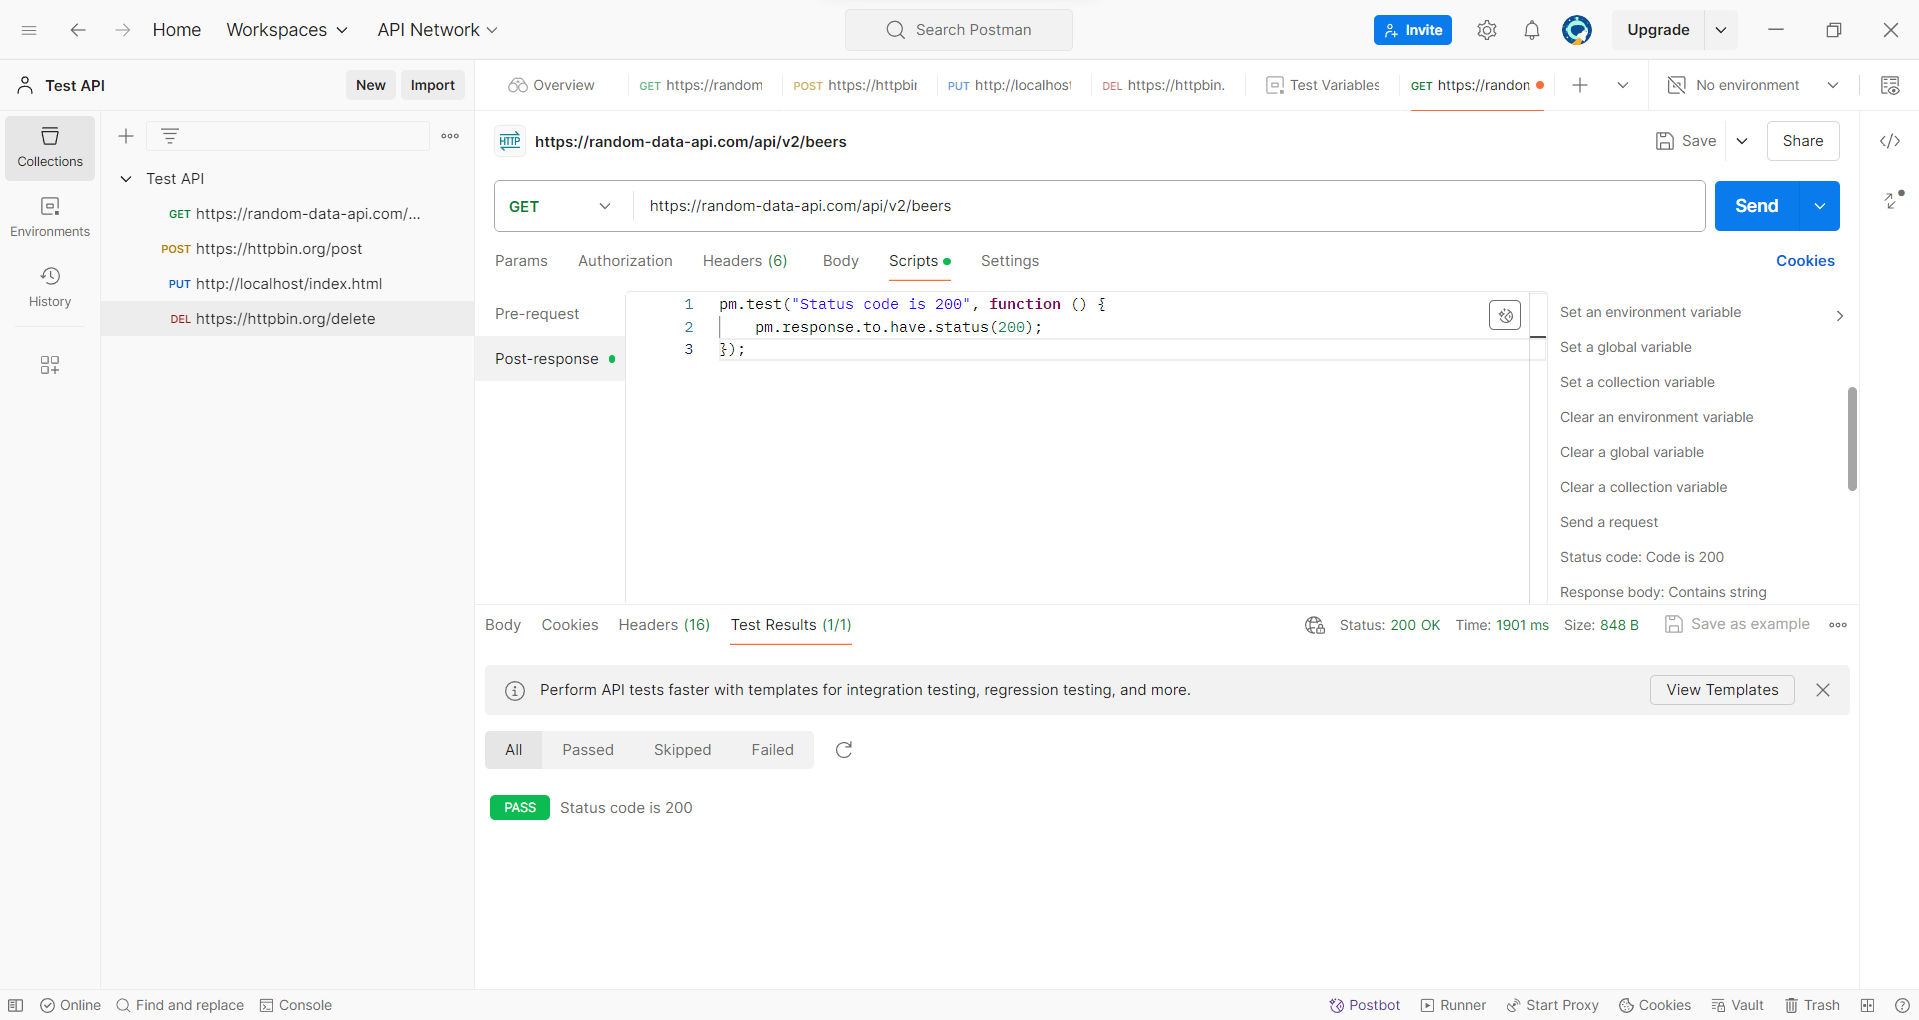 Home Workspaces API Network Search Postman Invite Upgrade
Test API New Import Overview GET https://random POST https://httpbin PUT http://localhost DEL https://httpbin. Test Variables GET https://random No environment
Collections
Environments
History
Test API
GET https://random-data-api.com/...
POST https://httpbin.org/post
PUT http://localhost/index.html
DEL https://httpbin.org/delete
HTTP https://random-data-api.com/api/v2/beers Save Share
GET https://random-data-api.com/api/v2/beers Send
Params Authorization Headers (6) Body Scripts Settings Cookies
Pre-request
Post-response
1 pm.test("Status code is 200", function () {
2 pm.response.to.have.status(200);
3 });
Set an environment variable
Set a global variable
Set a collection variable
Clear an environment variable
Clear a global variable
Clear a collection variable
Send a request
Status code: Code is 200
Response body: Contains string
Body Cookies Headers (16) Test Results (1/1) Status: 200 OK Time: 1901 ms Size: 848 B Save as example
Perform API tests faster with templates for integration testing, regression testing, and more. View Templates
All Passed Skipped Failed
PASS Status code is 200
Online Find and replace Console Postbot Runner Start Proxy Cookies Vault Trash